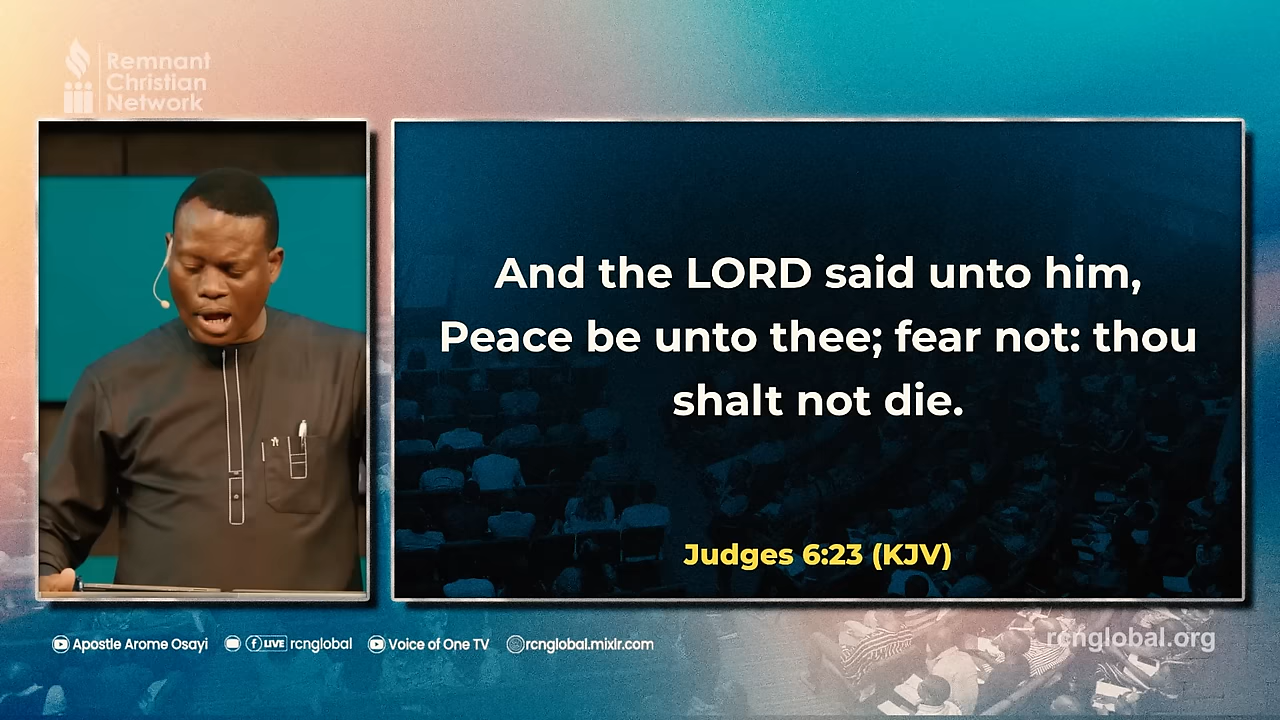 Remnant
Christian
Network
And the LORD said unto him,
Peace be unto thee; fear not: thou
shalt not die.
Judges 6:23 (KJV)
Apostle Arome Osayi
f LIVE rcnglobal
Voice of One TV
rcnglobal.mixlr.com
rcnglobal.org